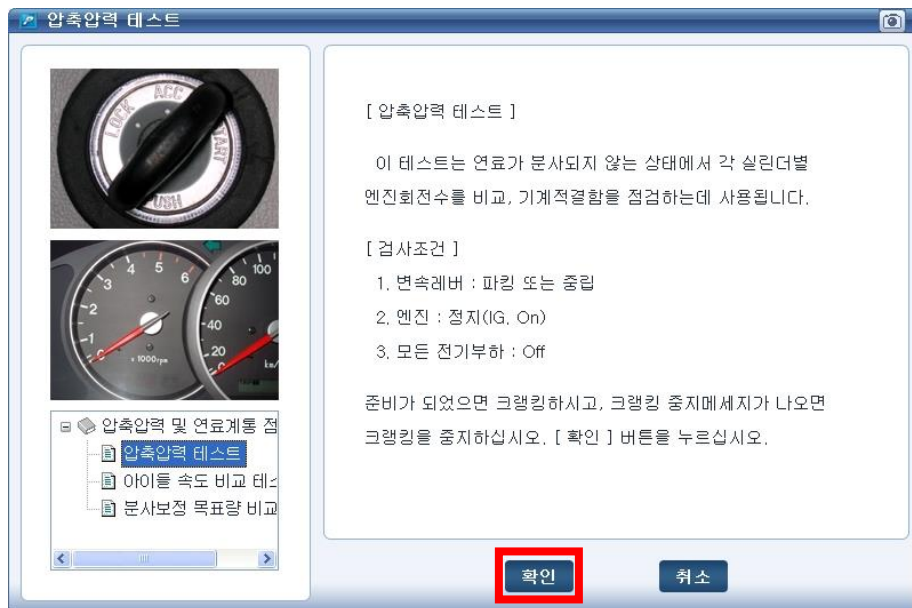 압축압력 테스트
LOCK ACC START
PUSH
[ 압축압력 테스트 ]
이 테스트는 연료가 분사되지 않는 상태에서 각 실린더별
엔진회전수를 비교, 기계적결함을 점검하는데 사용됩니다.
[ 검사조건 ]
1. 변속레버 : 파킹 또는 중립
2. 엔진 : 정지(IG. On)
3. 모든 전기부하 : Off
준비가 되었으면 크랭킹하시고, 크랭킹 중지메세지가 나오면
크랭킹을 중지하십시오. [ 확인 ] 버튼을 누르십시오.
1 2 3 4 5 6
x 1000rpm
20 40 60 80 100
km/
압축압력 및 연료계통 점
압축압력 테스트
아이들 속도 비교 테스
분사보정 목표량 비교
확인
취소